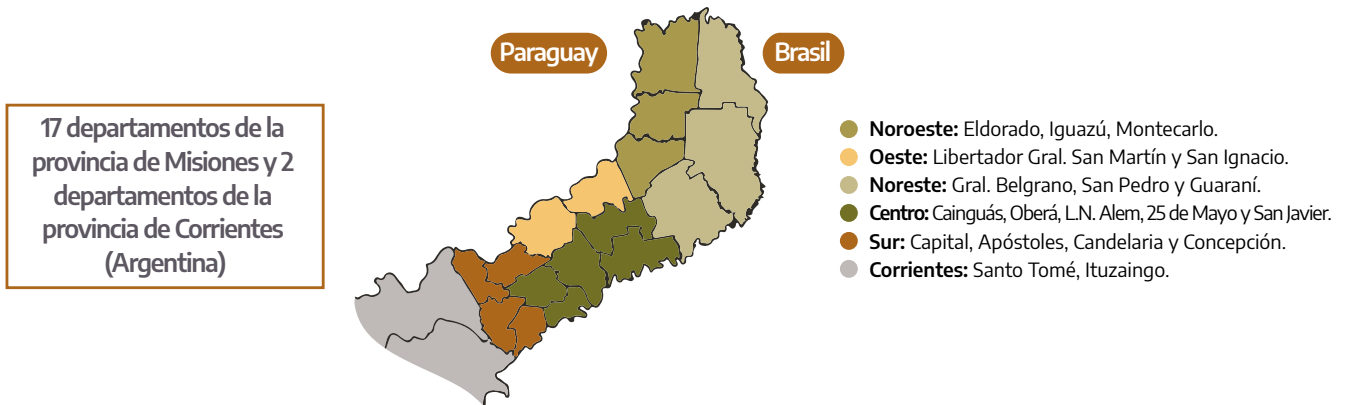 Paraguay
Brasil
17 departamentos de la
provincia de Misiones y 2
departamentos de la
provincia de Corrientes
(Argentina)
Noroeste: Eldorado, Iguazú, Montecarlo.
Oeste: Libertador Gral. San Martín y San Ignacio.
Noreste: Gral. Belgrano, San Pedro y Guaraní.
Centro: Cainguás, Oberá, L.N. Alem, 25 de Mayo y San Javier.
Sur: Capital, Apóstoles, Candelaria y Concepción.
Corrientes: Santo Tomé, Ituzaingo.